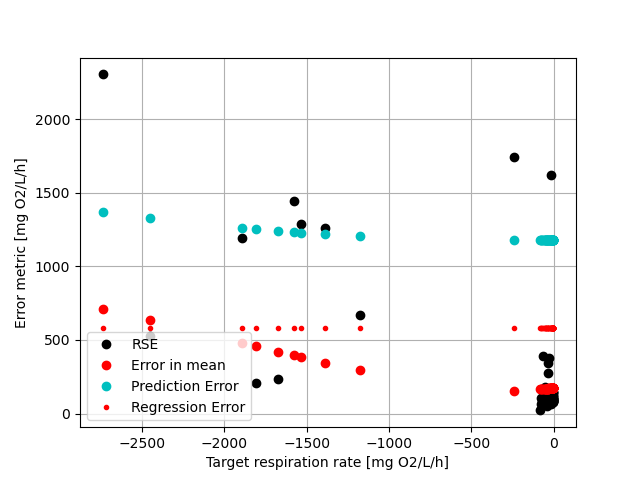 2000
1500
1000
500
0
Error metric [mg O2/L/h]
RSE
Error in mean
Prediction Error
Regression Error
−2500 −2000 −1500 −1000 −500 0
Target respiration rate [mg O2/L/h]